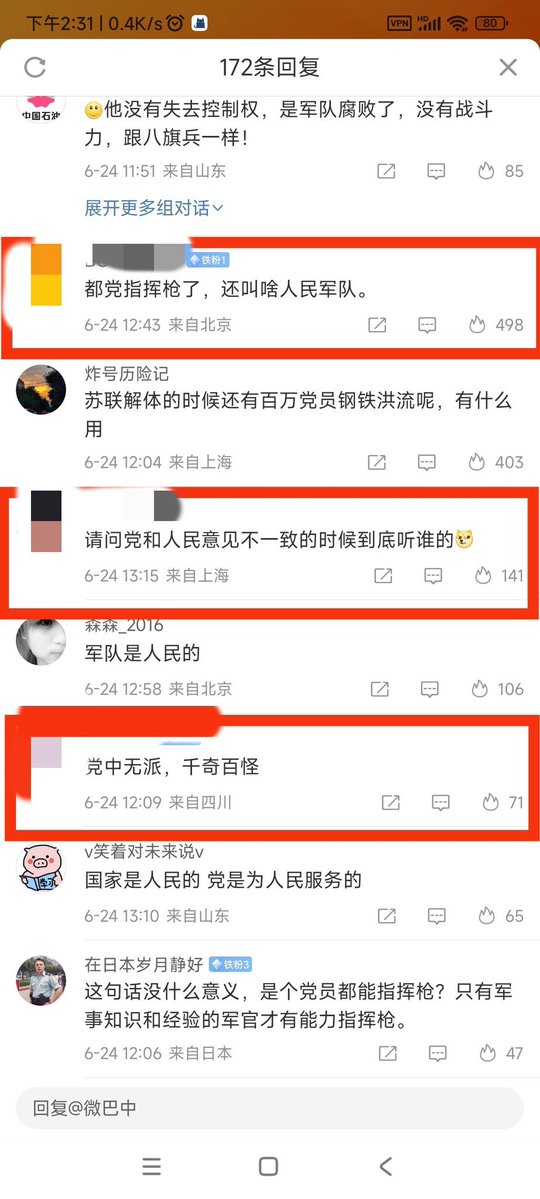 下午2:31 | 0.4K/s
VPN HD 80
172条回复
中国石油
他没有失去控制权，是军队腐败了，没有战斗
力，跟八旗兵一样！
6-24 11:51 来自山东 85
展开更多组对话
铁粉1
都党指挥枪了，还叫啥人民军队。
6-24 12:43 来自北京 498
炸号历险记
苏联解体的时候还有百万党员钢铁洪流呢，有什么
用
6-24 12:04 来自上海 403
请问党和人民意见不一致的时候到底听谁的
6-24 13:15 来自上海 141
森森_2016
军队是人民的
6-24 12:58 来自北京 106
党中无派，千奇百怪
6-24 12:09 来自四川 71
v笑着对未来说v
国家是人民的 党是为人民服务的
6-24 13:10 来自山东 65
在日本岁月静好 铁粉3
这句话没什么意义，是个党员都能指挥枪？只有军
事知识和经验的军官才有能力指挥枪。
6-24 12:06 来自日本 47
回复@微巴中